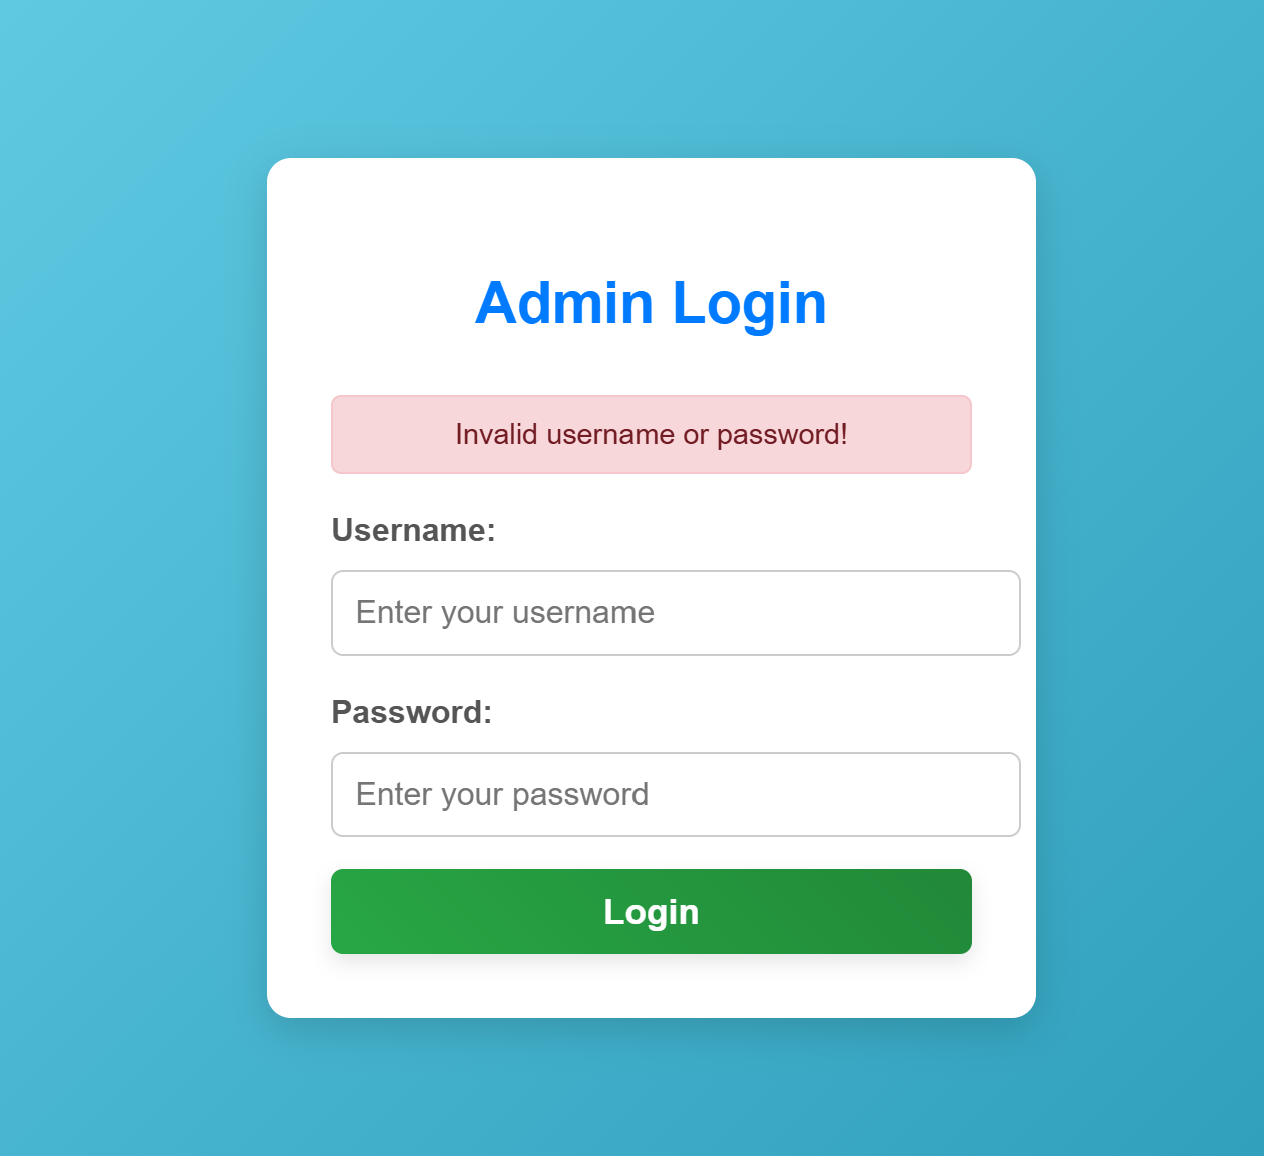 Admin Login
Invalid username or password!
Username:
Enter your username
Password:
Enter your password
Login